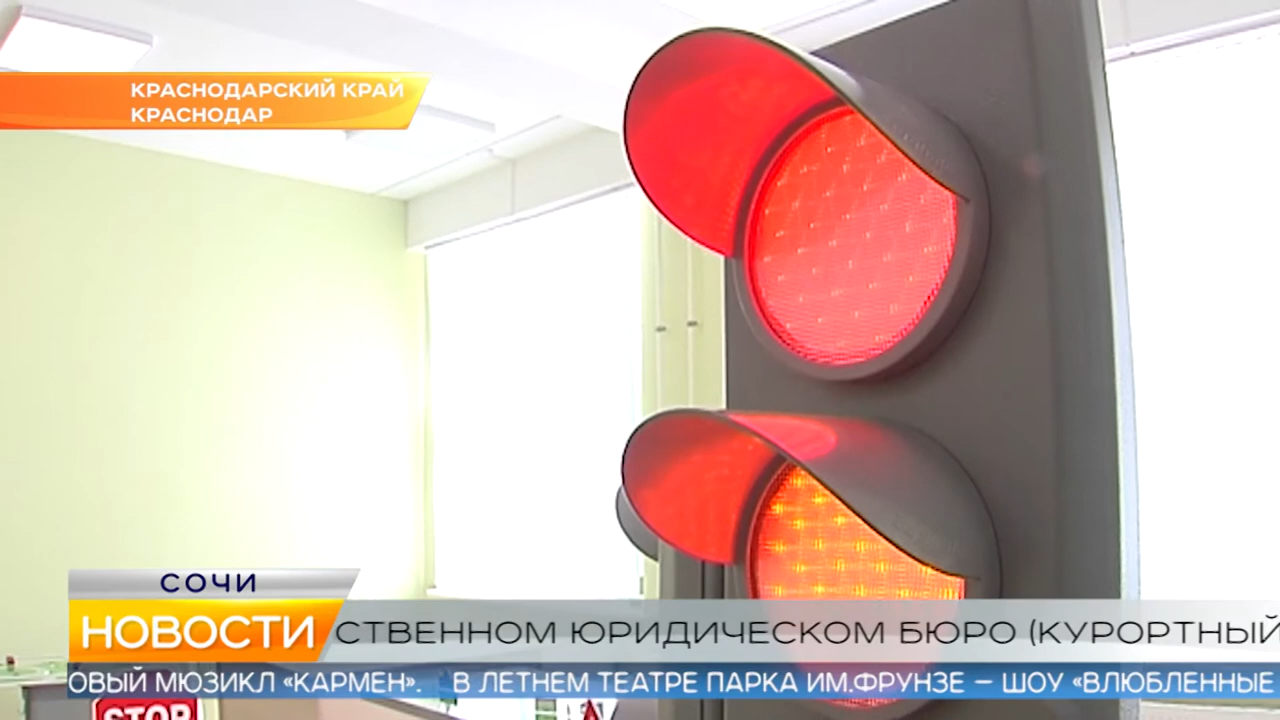 КРАСНОДАРСКИЙ КРАЙ
КРАСНОДАР
СОЧИ
НОВОСТИ
СТВЕННОМ ЮРИДИЧЕСКОМ БЮРО (КУРОРТНЫЙ
ОВЫЙ МЮЗИКЛ «КАРМЕН». В ЛЕТНЕМ ТЕАТРЕ ПАРКА ИМ.ФРУНЗЕ – ШОУ «ВЛЮБЛЕННЫЕ
STOP